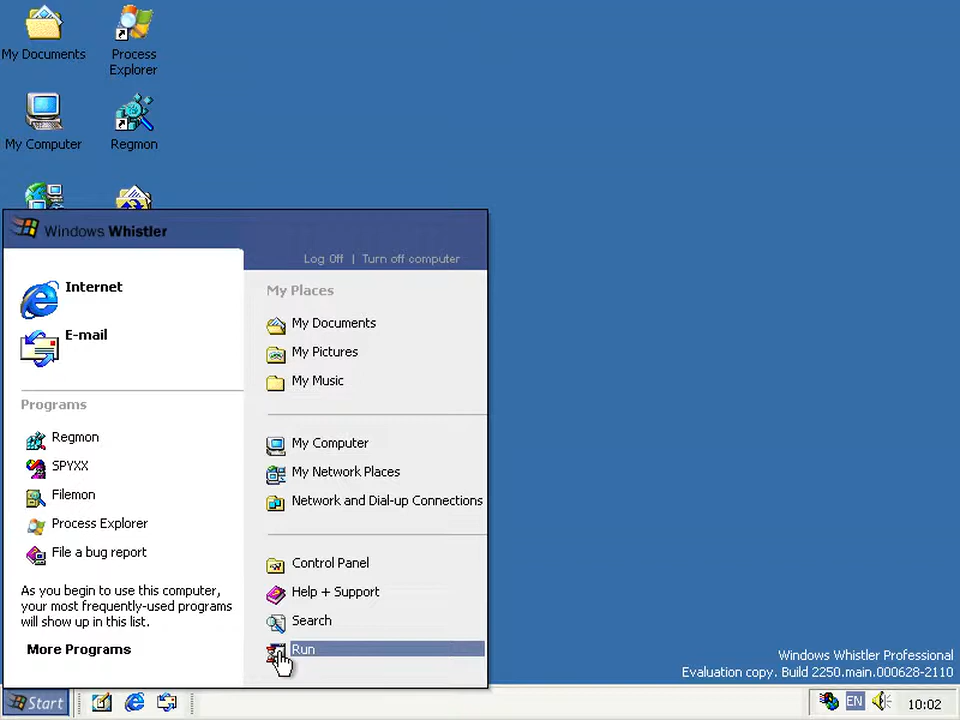 My Documents
Process
Explorer
My Computer
Regmon
Windows Whistler
Log Off | Turn off computer
Internet
E-mail
Programs
Regmon
SPYXX
Filemon
Process Explorer
File a bug report
As you begin to use this computer,
your most frequently-used programs
will show up in this list.
More Programs
My Places
My Documents
My Pictures
My Music
My Computer
My Network Places
Network and Dial-up Connections
Control Panel
Help + Support
Search
Run
Windows Whistler Professional
Evaluation copy. Build 2250.main.000628-2110
Start
EN
10:02